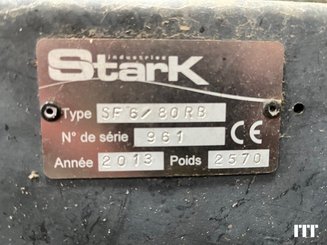 industries
Stark
Type SF6/80RB
N° de série 961
CE
Année 2013 Poids 2570
ITT